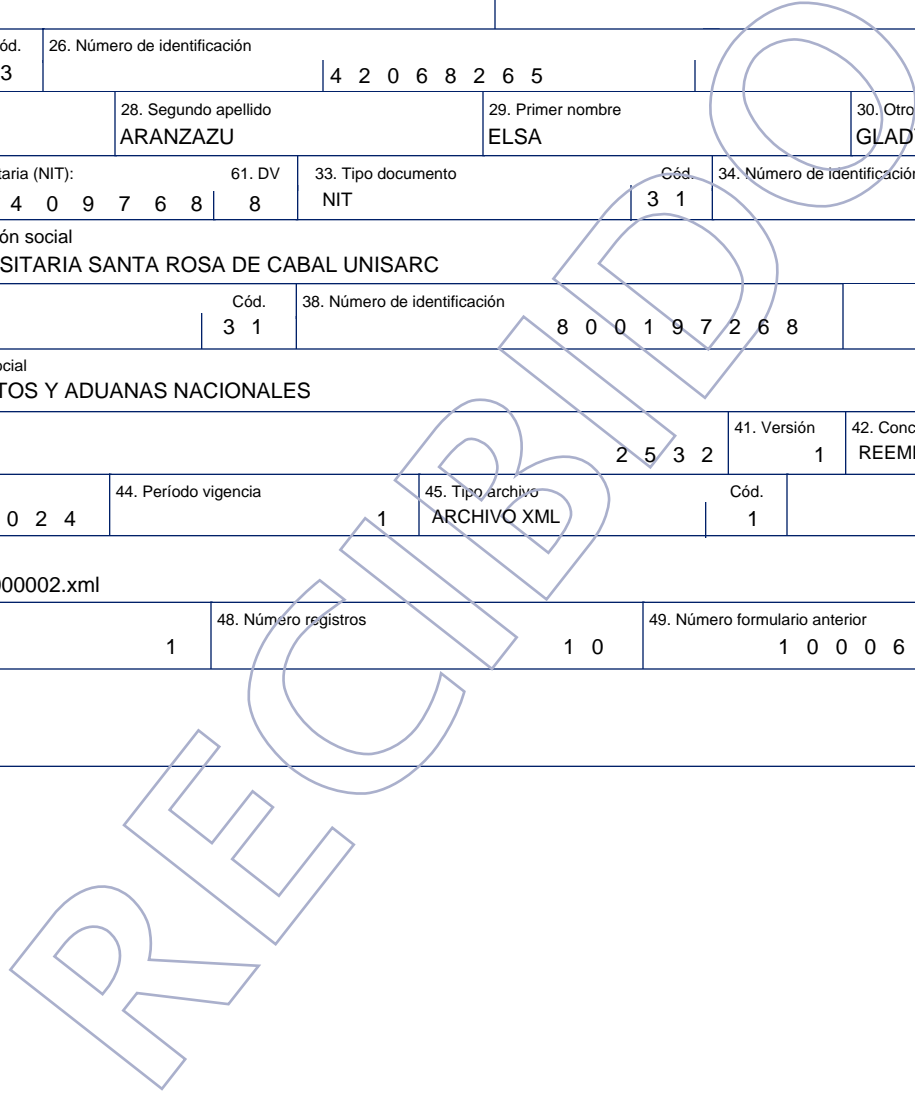 ód. 26. Número de identificación
3 4 2 0 6 8 2 6 5
28. Segundo apellido 29. Primer nombre 30. Otro
ARANZAZU ELSA GLAD
taria (NIT): 61. DV 33. Tipo documento Cód. 34. Número de identificación
4 0 9 7 6 8 8 NIT 3 1
ón social
SITARIA SANTA ROSA DE CABAL UNISARC
Cód. 38. Número de identificación
3 1 8 0 0 1 9 7 2 6 8
ocial
TOS Y ADUANAS NACIONALES
41. Versión 42. Conc
2 5 3 2 1 REEM
44. Período vigencia 45. Tipo archivo Cód.
0 2 4 1 ARCHIVO XML 1
000002.xml
48. Número registros 49. Número formulario anterior
1 1 0 1 0 0 0 6
RECIBIDO